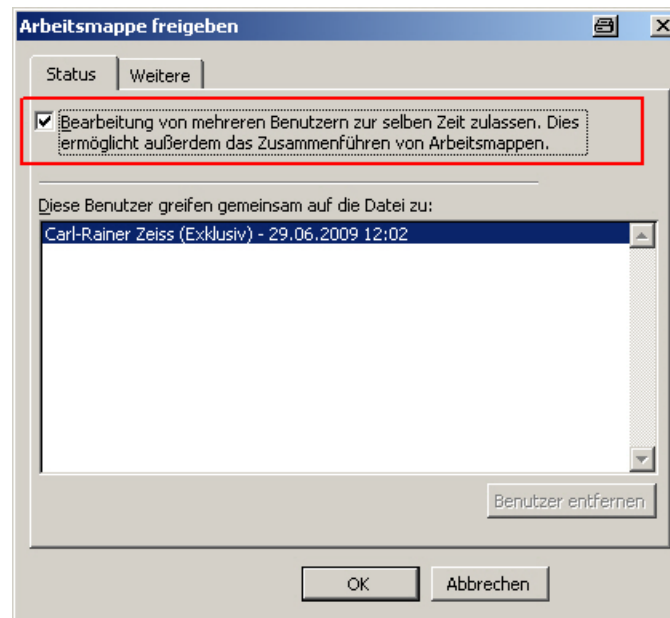 Arbeitsmappe freigeben
Status Weitere
Bearbeitung von mehreren Benutzern zur selben Zeit zulassen. Dies
ermöglicht außerdem das Zusammenführen von Arbeitsmappen.
Diese Benutzer greifen gemeinsam auf die Datei zu:
Carl-Rainer Zeiss (Exklusiv) - 29.06.2009 12:02
Benutzer entfernen
OK Abbrechen